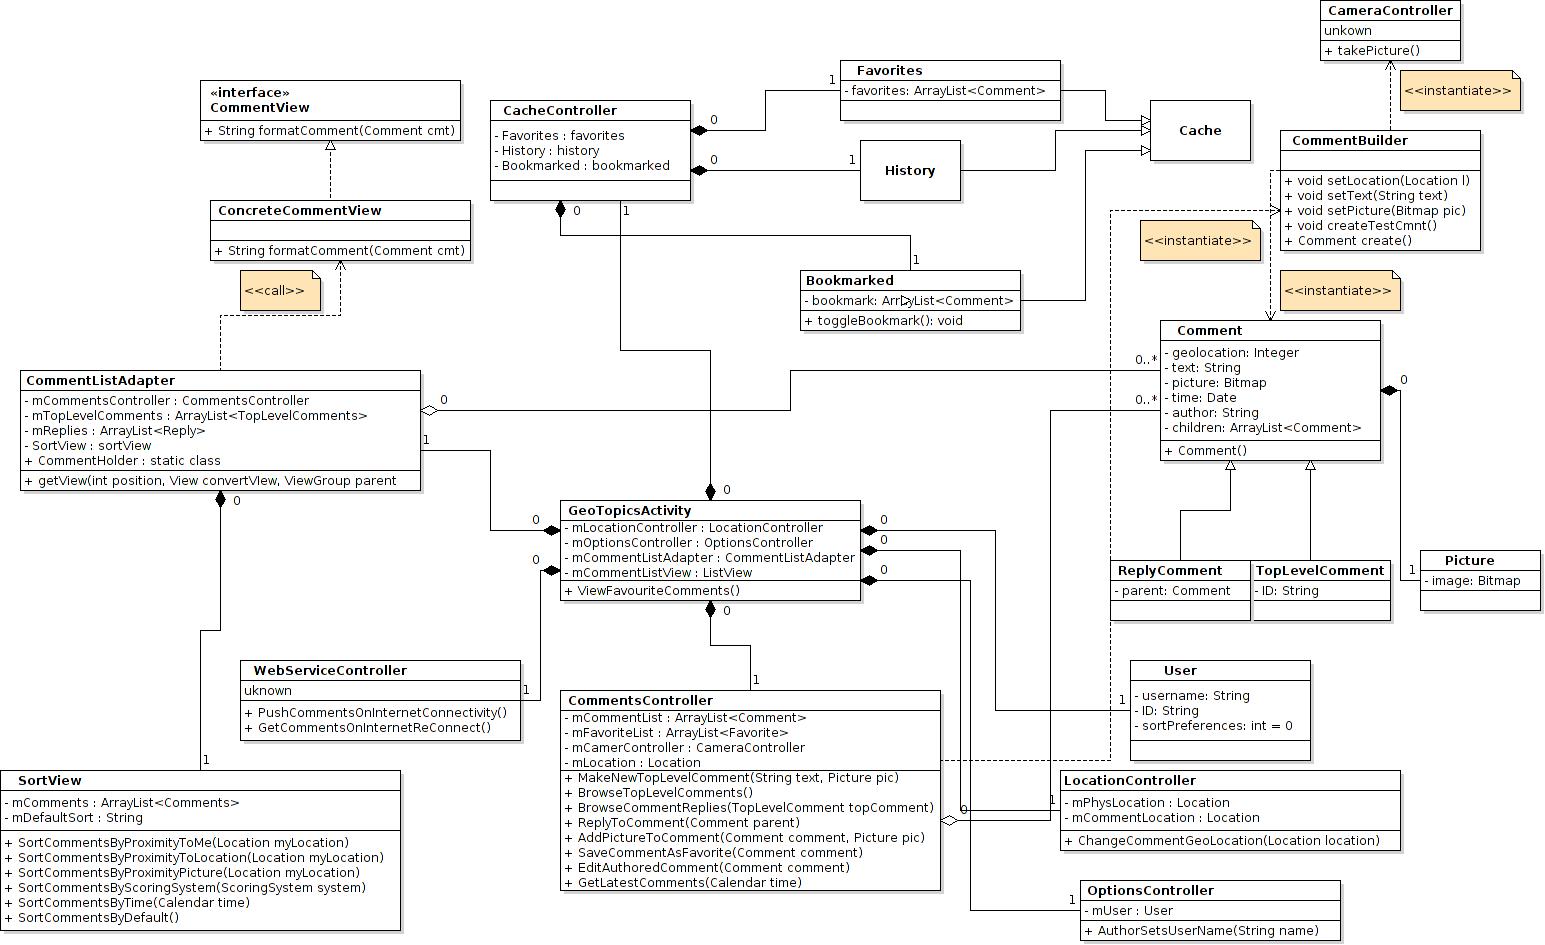 CameraController
unkown
+ takePicture()
<<instantiate>>
«interface»
CommentView
+ String formatComment(Comment cmt)
CacheController
- Favorites : favorites
- History : history
- Bookmarked : bookmarked
0
0
0
1
Favorites
- favorites: ArrayList<Comment>
1
History
1
Cache
CommentBuilder
+ void setLocation(Location l)
+ void setText(String text)
+ void setPicture(Bitmap pic)
+ void createTestCmnt()
+ Comment create()
<<instantiate>>
<<instantiate>>
ConcreteCommentView
+ String formatComment(Comment cmt)
<<call>>
1
Bookmarked
- bookmark: ArrayList<Comment>
+ toggleBookmark(): void
Comment
- geolocation: Integer
- text: String
- picture: Bitmap
- time: Date
- author: String
- children: ArrayList<Comment>
+ Comment()
0..*
0..*
0
CommentListAdapter
- mCommentsController : CommentsController
- mTopLevelComments : ArrayList<TopLevelComments>
- mReplies : ArrayList<Reply>
- SortView : sortView
+ CommentHolder : static class
+ getView(int position, View convertView, ViewGroup parent
0
1
0
0
GeoTopicsActivity
- mLocationController : LocationController
- mOptionsController : OptionsController
- mCommentListAdapter : CommentListAdapter
- mCommentListView : ListView
+ ViewFavouriteComments()
0
0
0
0
0
0
ReplyComment
- parent: Comment
TopLevelComment
- ID: String
1
Picture
- image: Bitmap
WebServiceController
uknown
+ PushCommentsOnInternetConnectivity()
+ GetCommentsOnInternetReConnect()
1
1
CommentsController
- mCommentList : ArrayList<Comment>
- mFavoriteList : ArrayList<Favorite>
- mCamerController : CameraController
- mLocation : Location
+ MakeNewTopLevelComment(String text, Picture pic)
+ BrowseTopLevelComments()
+ BrowseCommentReplies(TopLevelComment topComment)
+ ReplyToComment(Comment parent)
+ AddPictureToComment(Comment comment, Picture pic)
+ SaveCommentAsFavorite(Comment comment)
+ EditAuthoredComment(Comment comment)
+ GetLatestComments(Calendar time)
0
1
User
- username: String
- ID: String
- sortPreferences: int = 0
1
SortView
- mComments : ArrayList<Comments>
- mDefaultSort : String
+ SortCommentsByProximityToMe(Location myLocation)
+ SortCommentsByProximityToLocation(Location myLocation)
+ SortCommentsByProximityPicture(Location myLocation)
+ SortCommentsByScoringSystem(ScoringSystem system)
+ SortCommentsByTime(Calendar time)
+ SortCommentsByDefault()
1
LocationController
- mPhysLocation : Location
- mCommentLocation : Location
+ ChangeCommentGeoLocation(Location location)
1
OptionsController
- mUser : User
+ AuthorSetsUserName(String name)